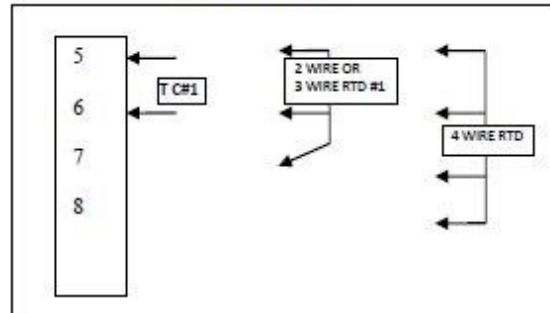 5
T C#1
2 WIRE OR
3 WIRE RTD #1
6
4 WIRE RTD
7
8